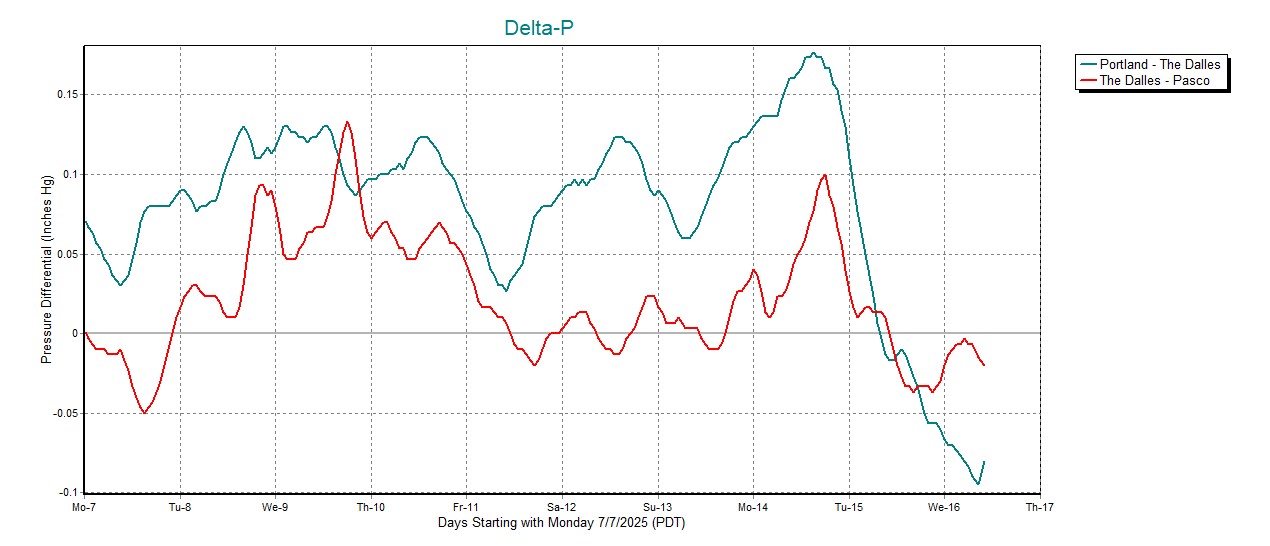 Delta-P
Portland - The Dalles
The Dalles - Pasco
Pressure Differential (Inches Hg)
0.15
0.1
0.05
0
-0.05
-0.1
Mo-7 Tu-8 We-9 Th-10 Fr-11 Sa-12 Su-13 Mo-14 Tu-15 We-16 Th-17
Days Starting with Monday 7/7/2025 (PDT)